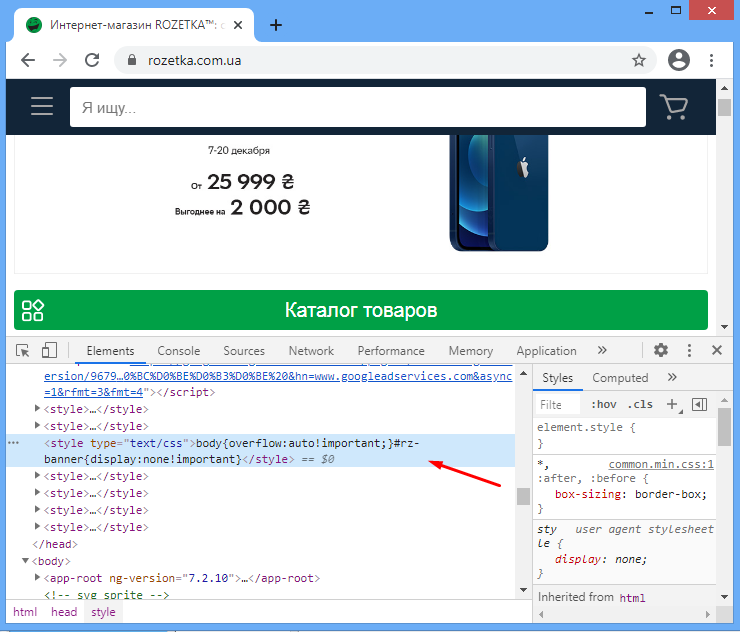 Интернет-магазин ROZETKA™: с
rozetka.com.ua
Я ищу...
7-20 декабря
От 25 999 ₴
Выгоднее на 2 000 ₴
Каталог товаров
Elements Console Sources Network Performance Memory Application »
ersion/9679…0%BC%D0%BE%D0%B3%D0%BE%20&hn=www.googleadservices.com&async
=1&rfmt=3&fmt=4"></script>
<style>…</style>
<style>…</style>
<style type="text/css">body{overflow:auto!important;}#rz-
banner{display:none!important}</style> == $0
<style>…</style>
<style>…</style>
<style>…</style>
<style>…</style>
</head>
<body>
<app-root ng-version="7.2.10">…</app-root>
<!-- svg sprite -->
html head style
Styles Computed »
Filte :hov .cls +
element.style {
}
*, common.min.css:1
:after, :before {
box-sizing: border-box;
}
sty user agent stylesheet
le {
display: none;
}
Inherited from html